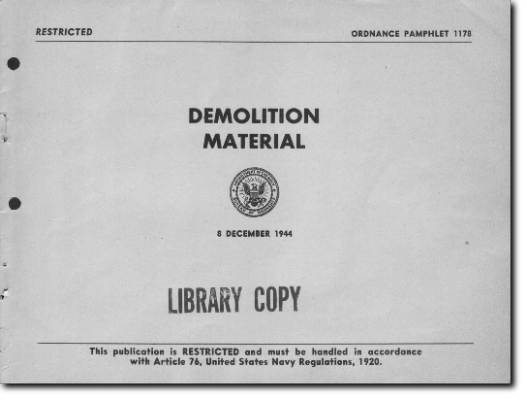 RESTRICTED
ORDNANCE PAMPHLET 1178
DEMOLITION
MATERIAL
8 DECEMBER 1944
LIBRARY COPY
This publication is RESTRICTED and must be handled in accordance
with Article 76, United States Navy Regulations, 1920.